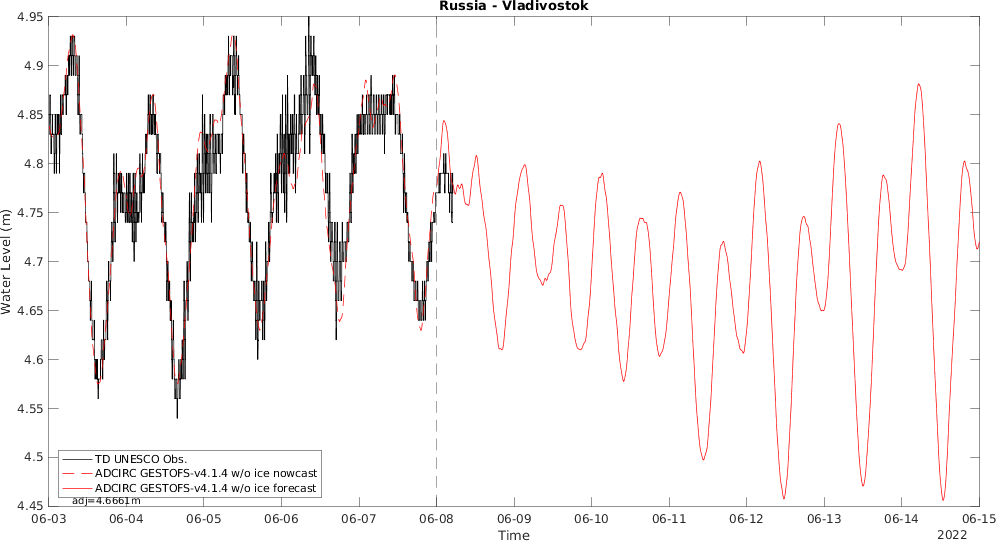 Russia - Vladivostok
4.95
4.9
4.85
4.8
4.75
4.7
4.65
4.6
4.55
4.5
4.45
Water Level (m)
TD UNESCO Obs.
ADCIRC GESTOFS-v4.1.4 w/o ice nowcast
ADCIRC GESTOFS-v4.1.4 w/o ice forecast
adj=4.6661m
06-03 06-04 06-05 06-06 06-07 06-08 06-09 06-10 06-11 06-12 06-13 06-14 06-15
Time
2022